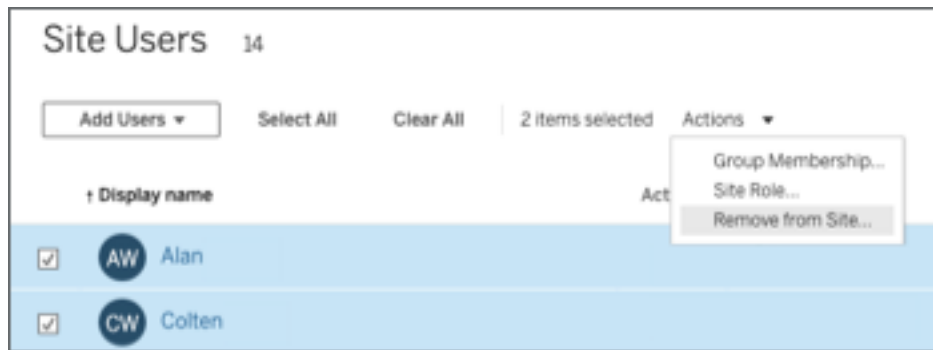 Site Users 14
Add Users Select All Clear All 2 items selected Actions
Group Membership...
↑ Display name Act Site Role...
Remove from Site...
AW Alan
CW Colten